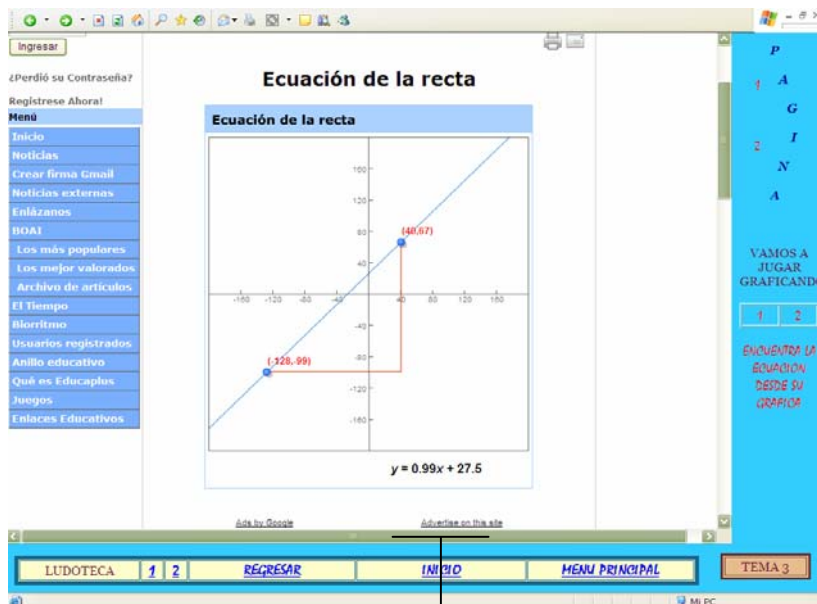 Ingresar
¿Perdió su Contraseña?
Registrese Ahora!
Menú
Inicio
Noticias
Crear firma Gmail
Noticias externas
Enlázanos
BOAI
Los más populares
Los mejor valorados
Archivo de artículos
El Tiempo
Biorritmo
Usuarios registrados
Anillo educativo
Qué es Educaplus
Juegos
Enlaces Educativos
Ecuación de la recta
Ecuación de la recta
160
120
80
40
-160 -120 -80 -40 40 80 120 160
-40
-80
-120
-160
(40,67)
(-128,-99)
y = 0.99x + 27.5
Ads by Google Advertise on this site
P
1 A
G
2 I
N
A
VAMOS A
JUGAR
GRAFICANDO
1 2
ENCUENTRA LA
ECUACION
DESDE SU
GRAFICA
LUDOTECA 1 2 REGRESAR INICIO MENU PRINCIPAL TEMA 3
Mi PC